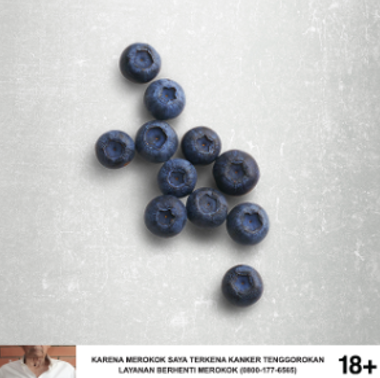 KARENA MEROKOK SAYA TERKENA KANKER TENGGOROKAN
LAYANAN BERHENTI MEROKOK (0800-177-6565)
18+